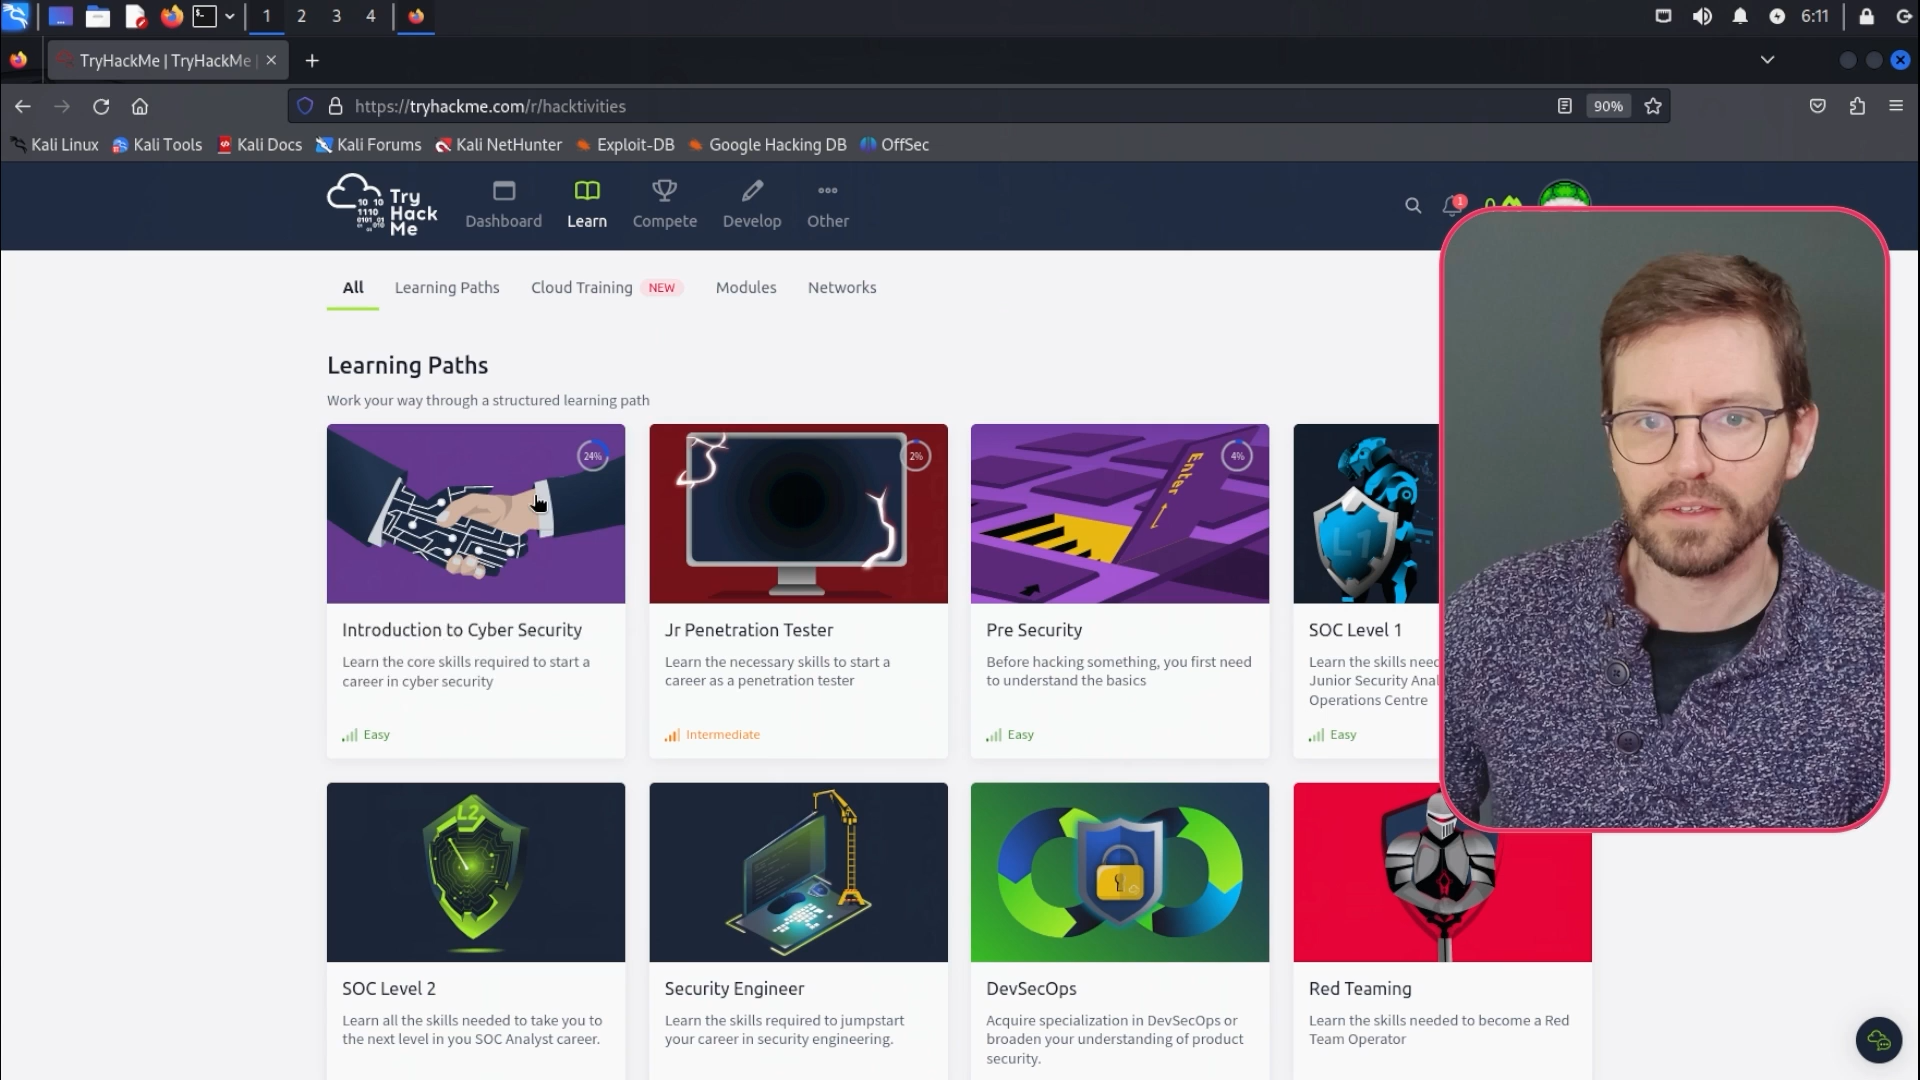 1 2 3 4
6:11
TryHackMe | TryHackMe |
https://tryhackme.com/r/hacktivities
90%
Kali Linux Kali Tools Kali Docs Kali Forums Kali NetHunter Exploit-DB Google Hacking DB OffSec
Try
Hack
Me
Dashboard Learn Compete Develop Other
1
0
All Learning Paths Cloud Training NEW Modules Networks
Learning Paths
Work your way through a structured learning path
24%
2%
4%
Enter
L1
Introduction to Cyber Security
Learn the core skills required to start a
career in cyber security
Easy
Jr Penetration Tester
Learn the necessary skills to start a
career as a penetration tester
Intermediate
Pre Security
Before hacking something, you first need
to understand the basics
Easy
SOC Level 1
Learn the skills
Junior Security
Operations Centre
Easy
L2
SOC Level 2
Learn all the skills needed to take you to
the next level in you SOC Analyst career.
Security Engineer
Learn the skills required to jumpstart
your career in security engineering.
DevSecOps
Acquire specialization in DevSecOps or
broaden your understanding of product
security.
Red Teaming
Learn the skills needed to become a Red
Team Operator